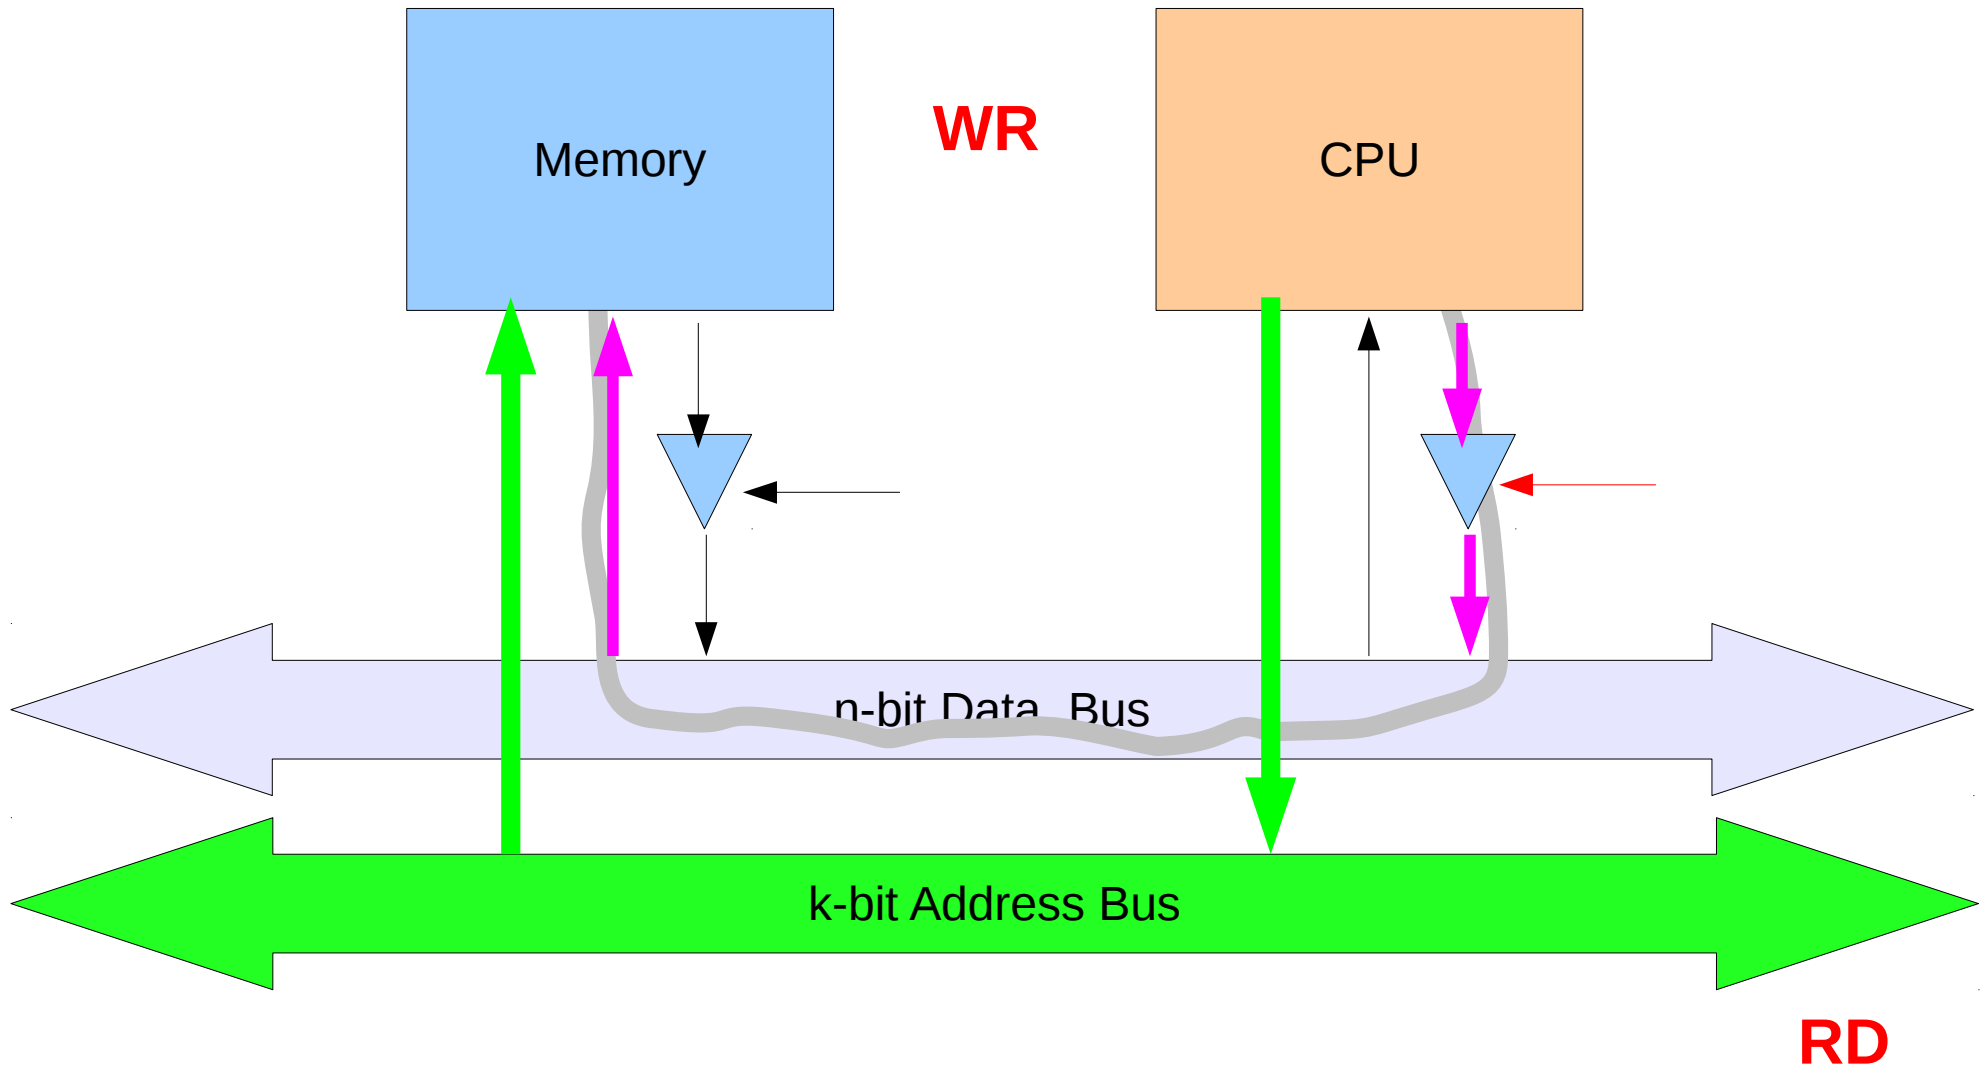 WR
Memory
CPU
n-bit Data Bus
k-bit Address Bus
RD